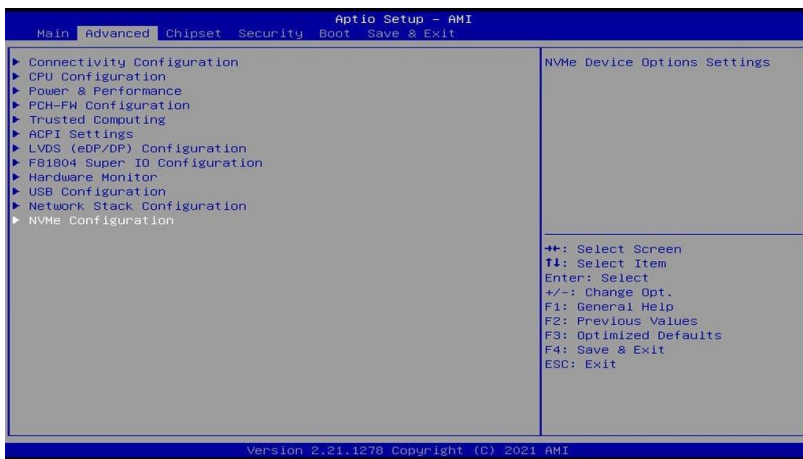 Aptio Setup – AMI
Main Advanced Chipset Security Boot Save & Exit
► Connectivity Configuration
► CPU Configuration
► Power & Performance
► PCH-FW Configuration
► Trusted Computing
► ACPI Settings
► LVDS (eDP/DP) Configuration
► F81804 Super IO Configuration
► Hardware Monitor
► USB Configuration
► Network Stack Configuration
► NVMe Configuration
NVMe Device Options Settings
→←: Select Screen
↑↓: Select Item
Enter: Select
+/-: Change Opt.
F1: General Help
F2: Previous Values
F3: Optimized Defaults
F4: Save & Exit
ESC: Exit
Version 2.21.1278 Copyright (C) 2021 AMI